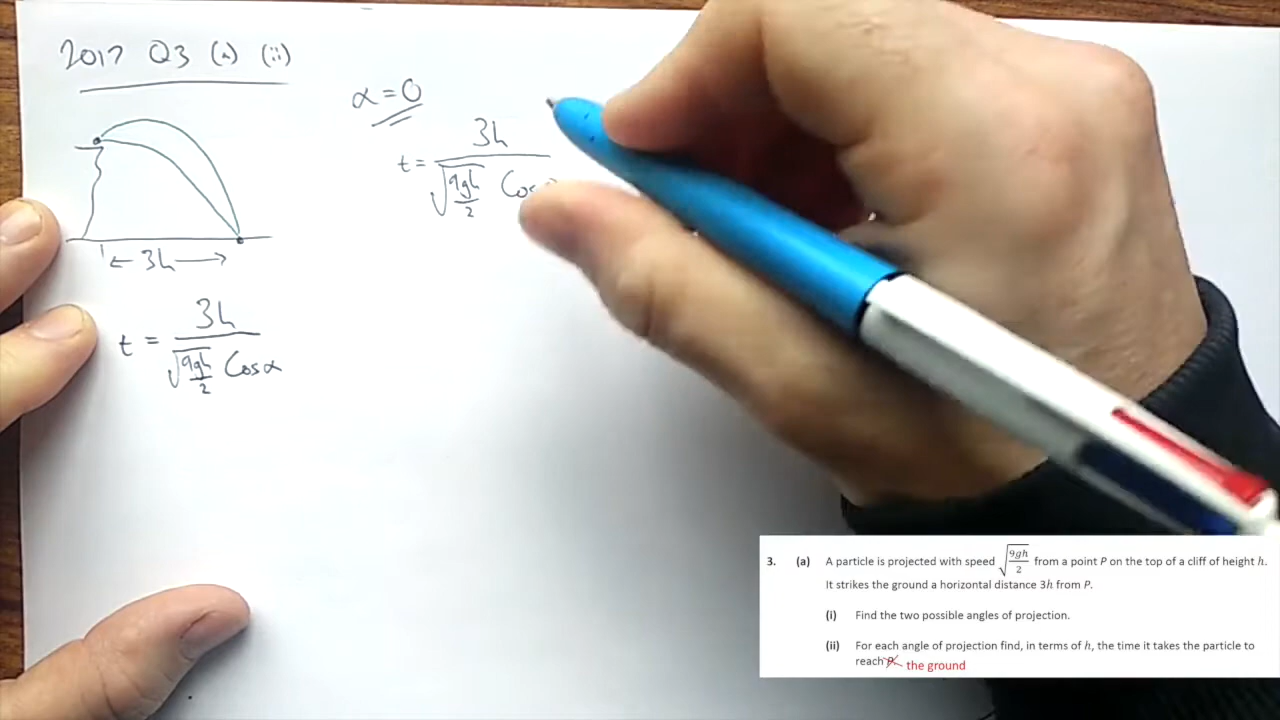 2017 Q3 (a) (ii)
α = 0
t = 3h / √(9gh/2) Cos
← 3h →
t = 3h / √(9gh/2) Cosα
3. (a) A particle is projected with speed √(9gh/2) from a point P on the top of a cliff of height h.
It strikes the ground a horizontal distance 3h from P.
(i) Find the two possible angles of projection.
(ii) For each angle of projection find, in terms of h, the time it takes the particle to
reach P. the ground